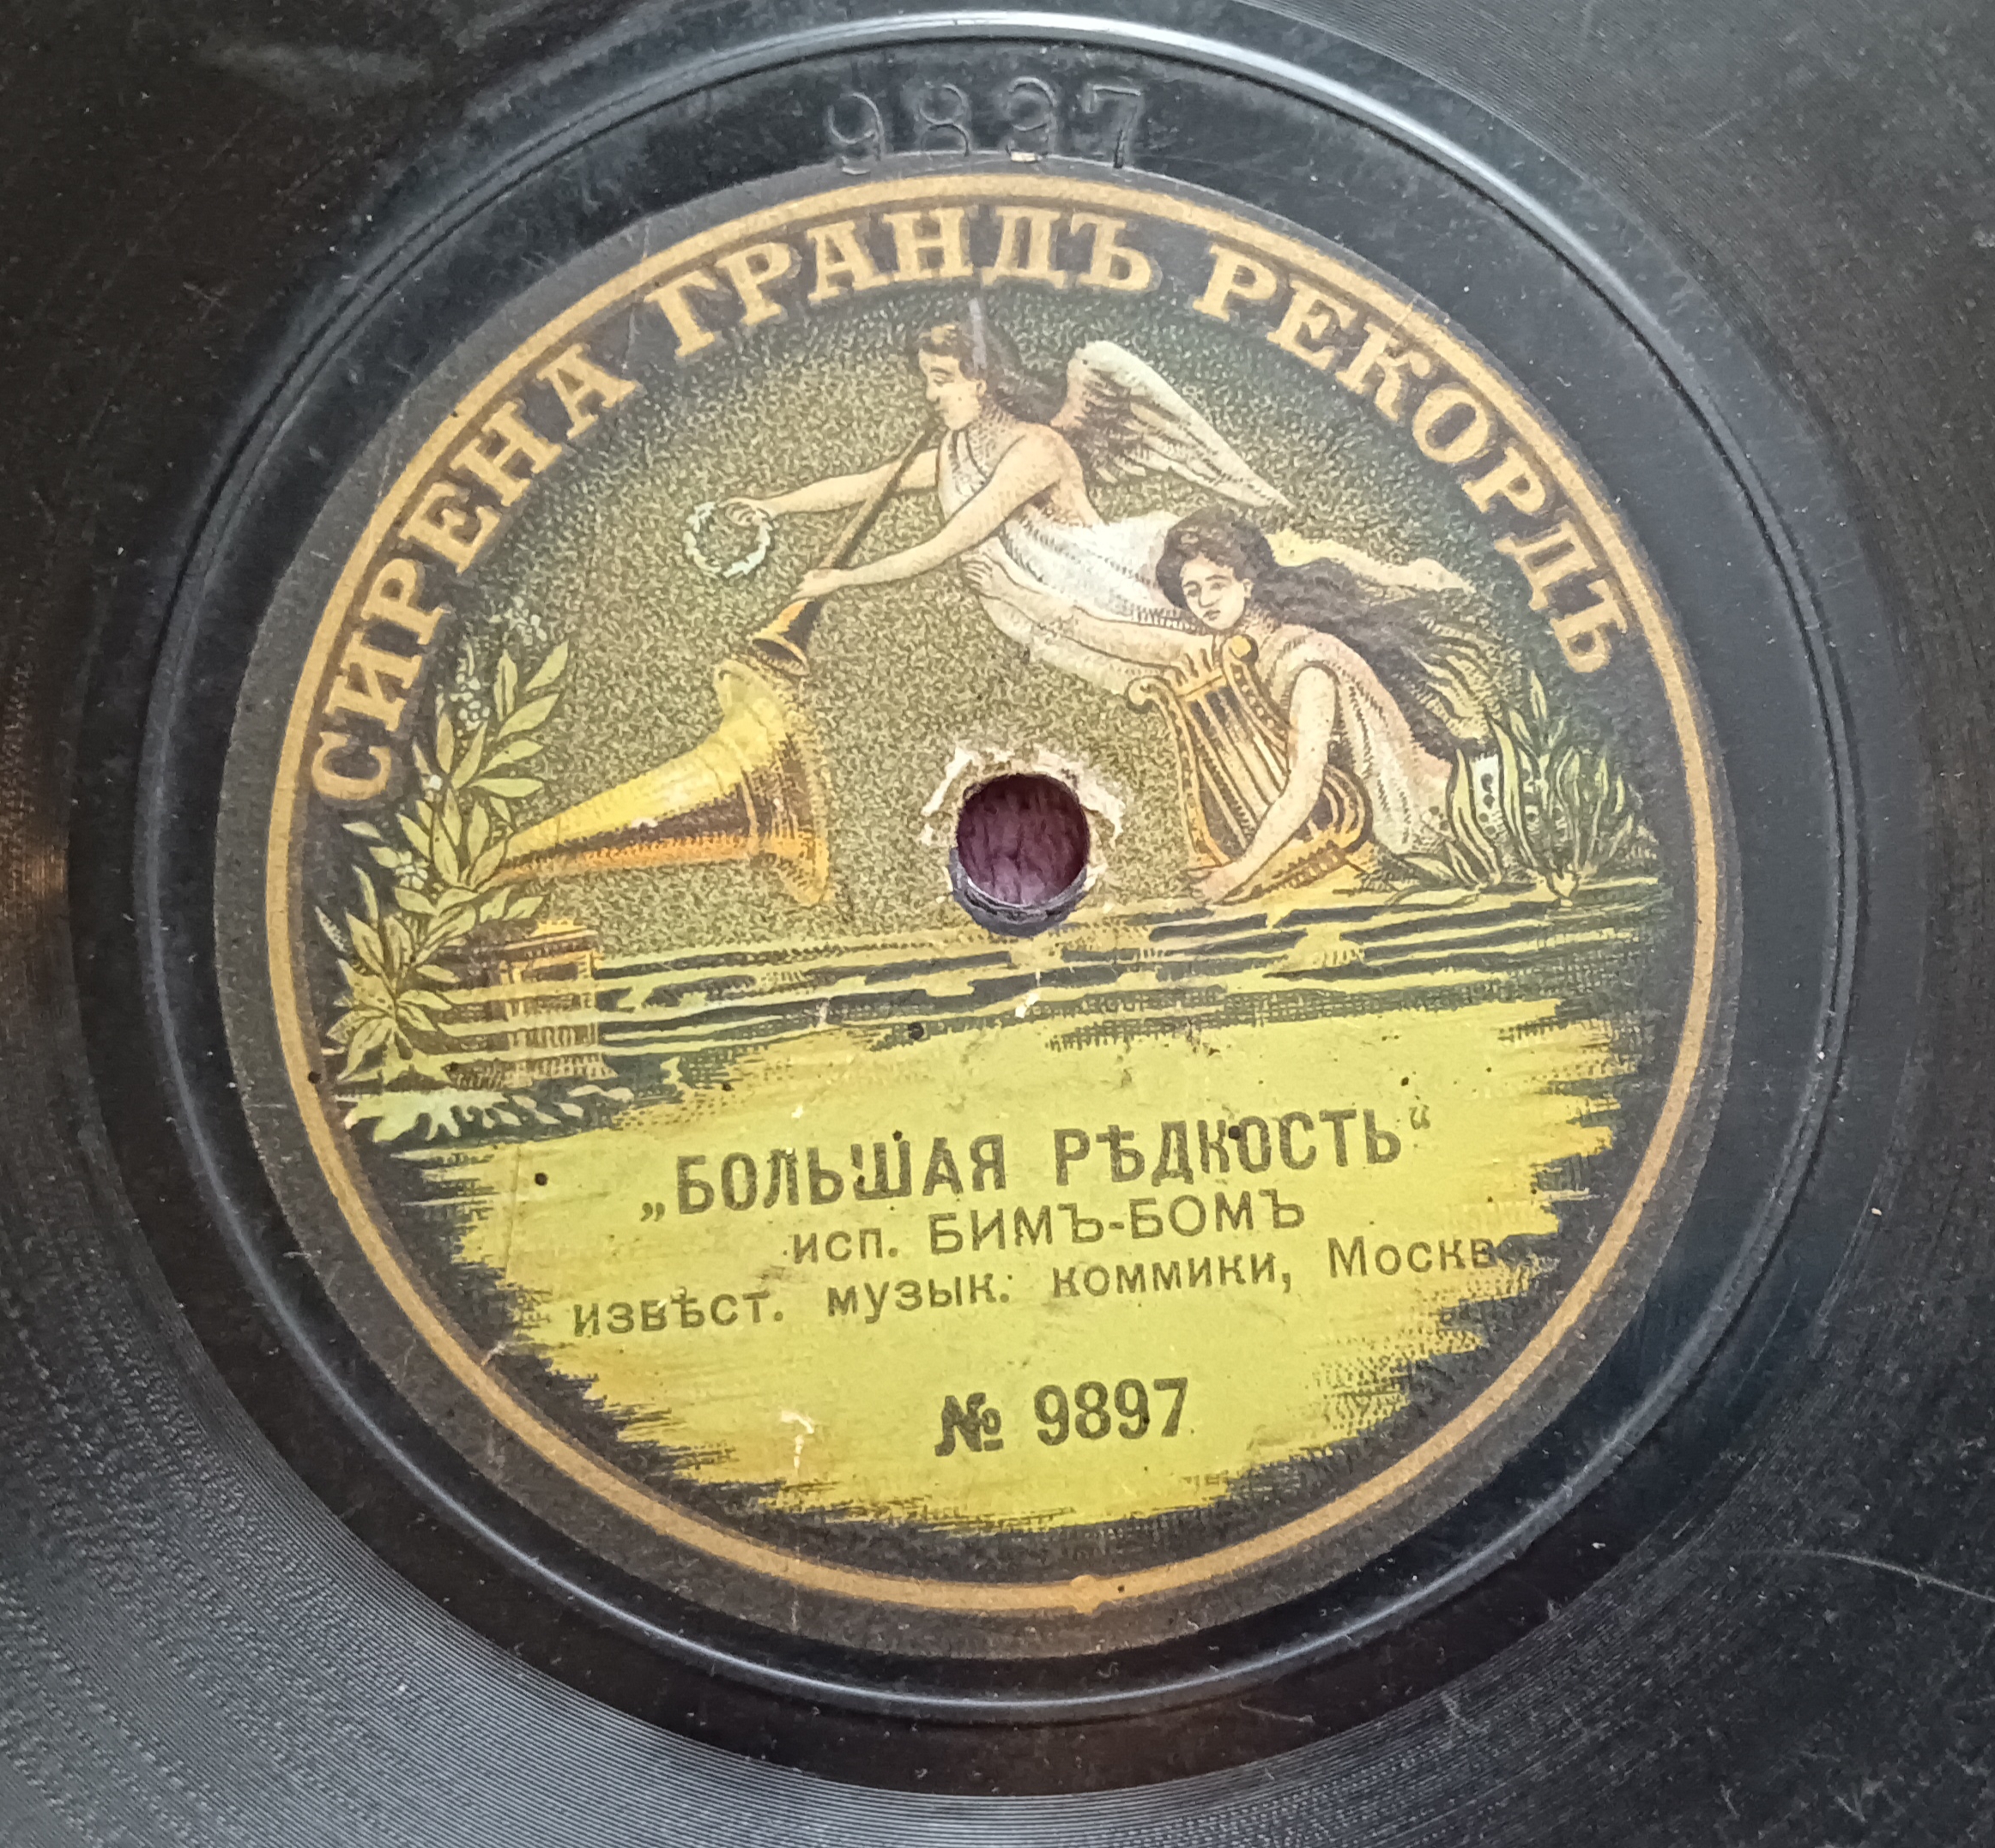 9897
СИРЕНА ГРАНДЪ РЕКОРДЪ
„БОЛЬШАЯ РѢДКОСТЬ“
исп. БИМЪ-БОМЪ
извѣст. музык. коммики, Москв
№ 9897